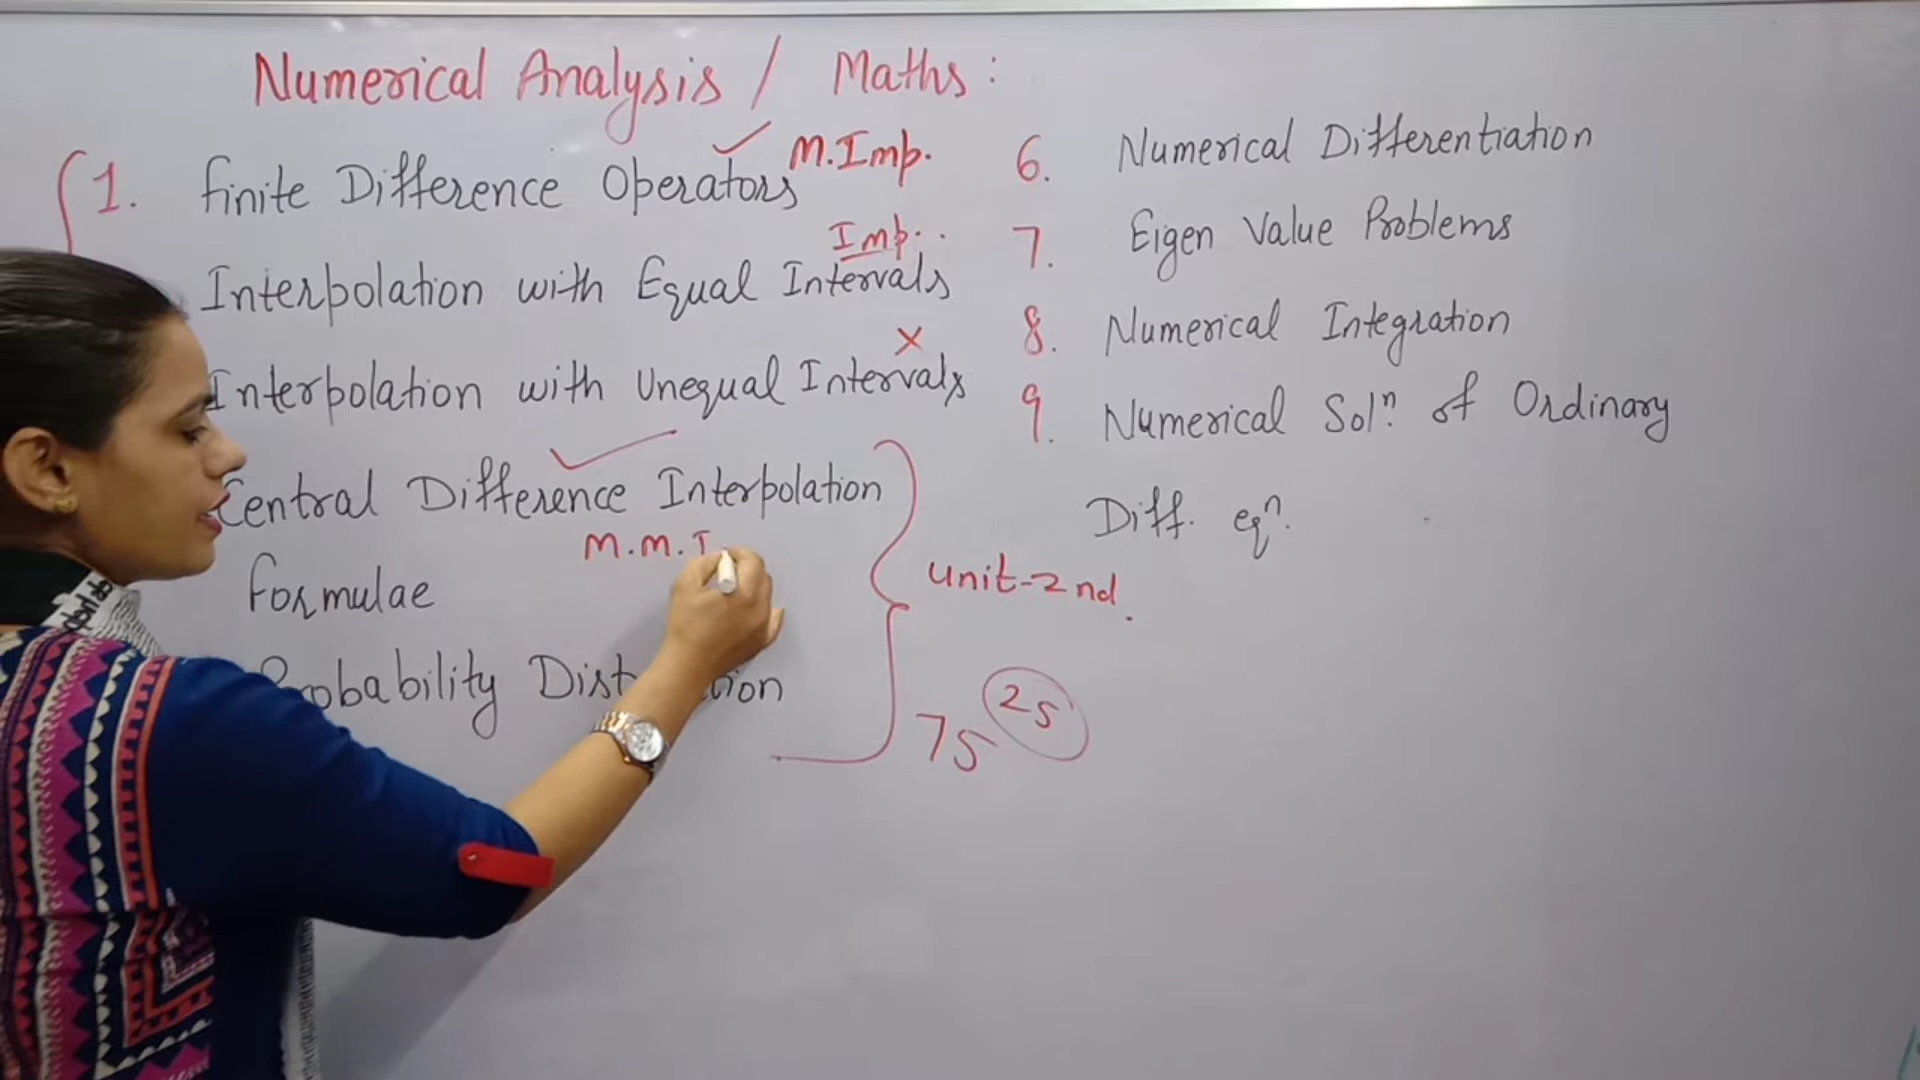 Numerical Analysis / Maths :
1. Finite Difference Operators M.Imp.
Imp..
Interpolation with Equal Intervals
Interpolation with Unequal Intervals
Central Difference Interpolation
M.M.I
Formulae
Probability
unit-2nd.
75 25
6. Numerical Differentiation
7. Eigen Value Problems
8. Numerical Integration
9. Numerical Solⁿ. of Ordinary
Diff. eqⁿ.